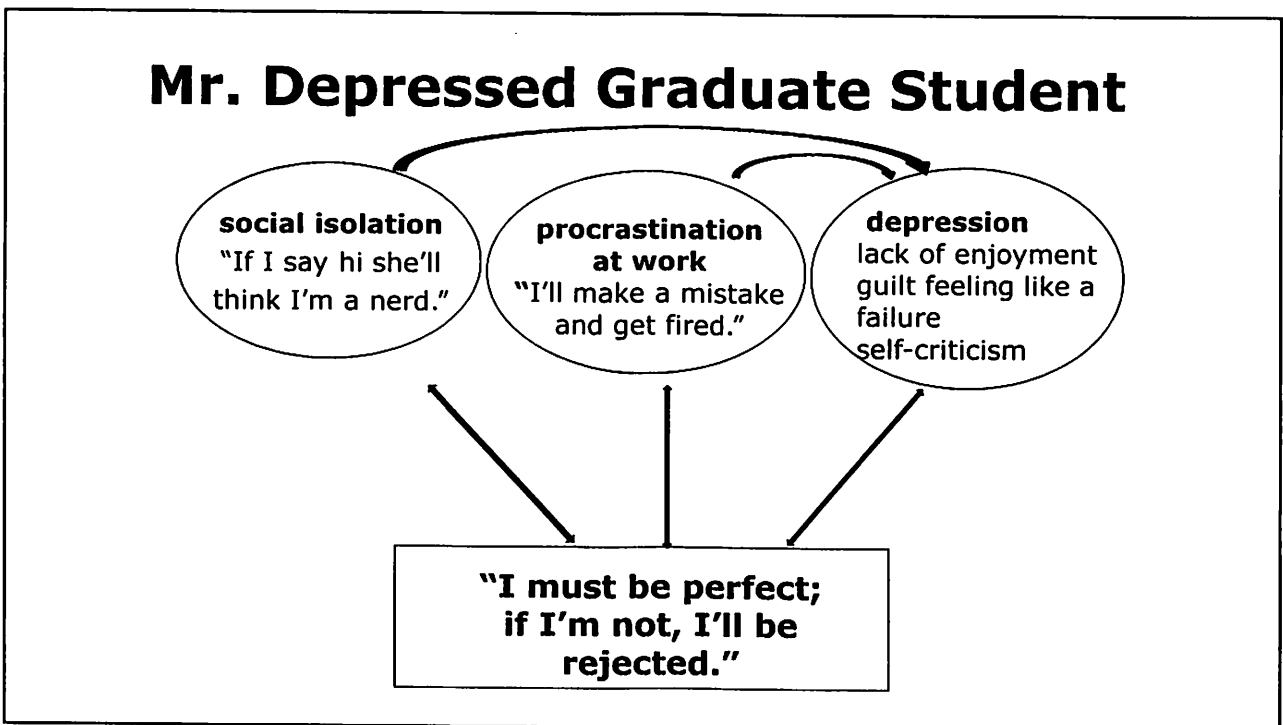 Mr. Depressed Graduate Student
social isolation
“If I say hi she’ll
think I’m a nerd.”
procrastination
at work
“I’ll make a mistake
and get fired.”
depression
lack of enjoyment
guilt feeling like a
failure
self-criticism
“I must be perfect;
if I’m not, I’ll be
rejected.”